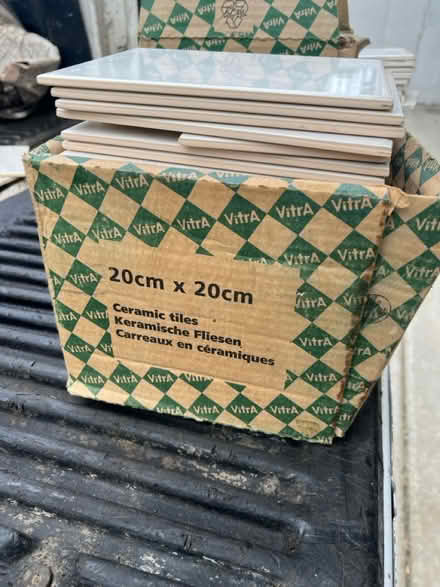 VitrA
20cm x 20cm
Ceramic tiles
Keramische Fliesen
Carreaux en céramiques